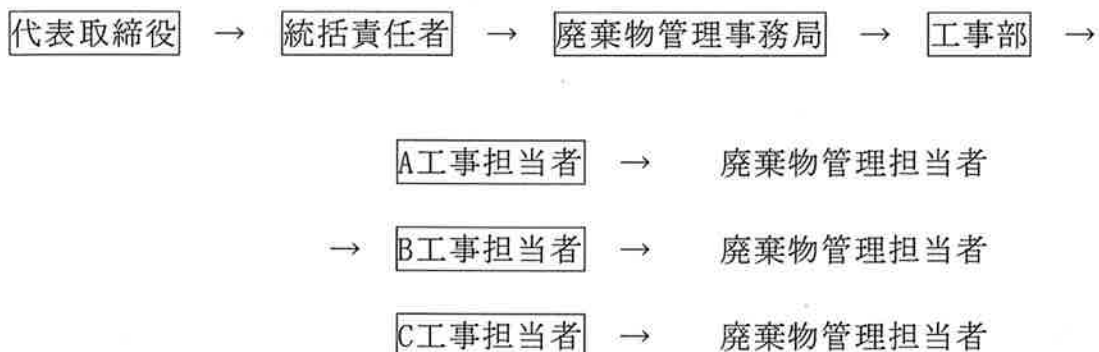 代表取締役 → 統括責任者 → 廃棄物管理事務局 → 工事部 →
A工事担当者 → 廃棄物管理担当者
→ B工事担当者 → 廃棄物管理担当者
C工事担当者 → 廃棄物管理担当者